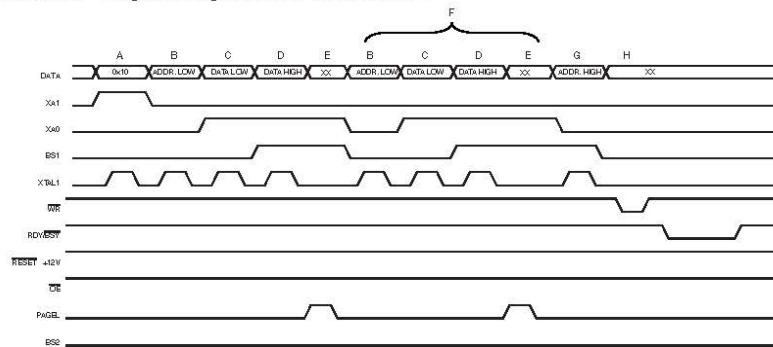 F
A B C D E B C D E G H
DATA 0x10 ADDR. LOW DATA LOW DATA HIGH XX ADDR. LOW DATA LOW DATA HIGH XX ADDR. HIGH XX
XA1
XA0
BS1
XTAL1
WR
RDY/BSY
RESET +12V
OE
PAGEL
BS2